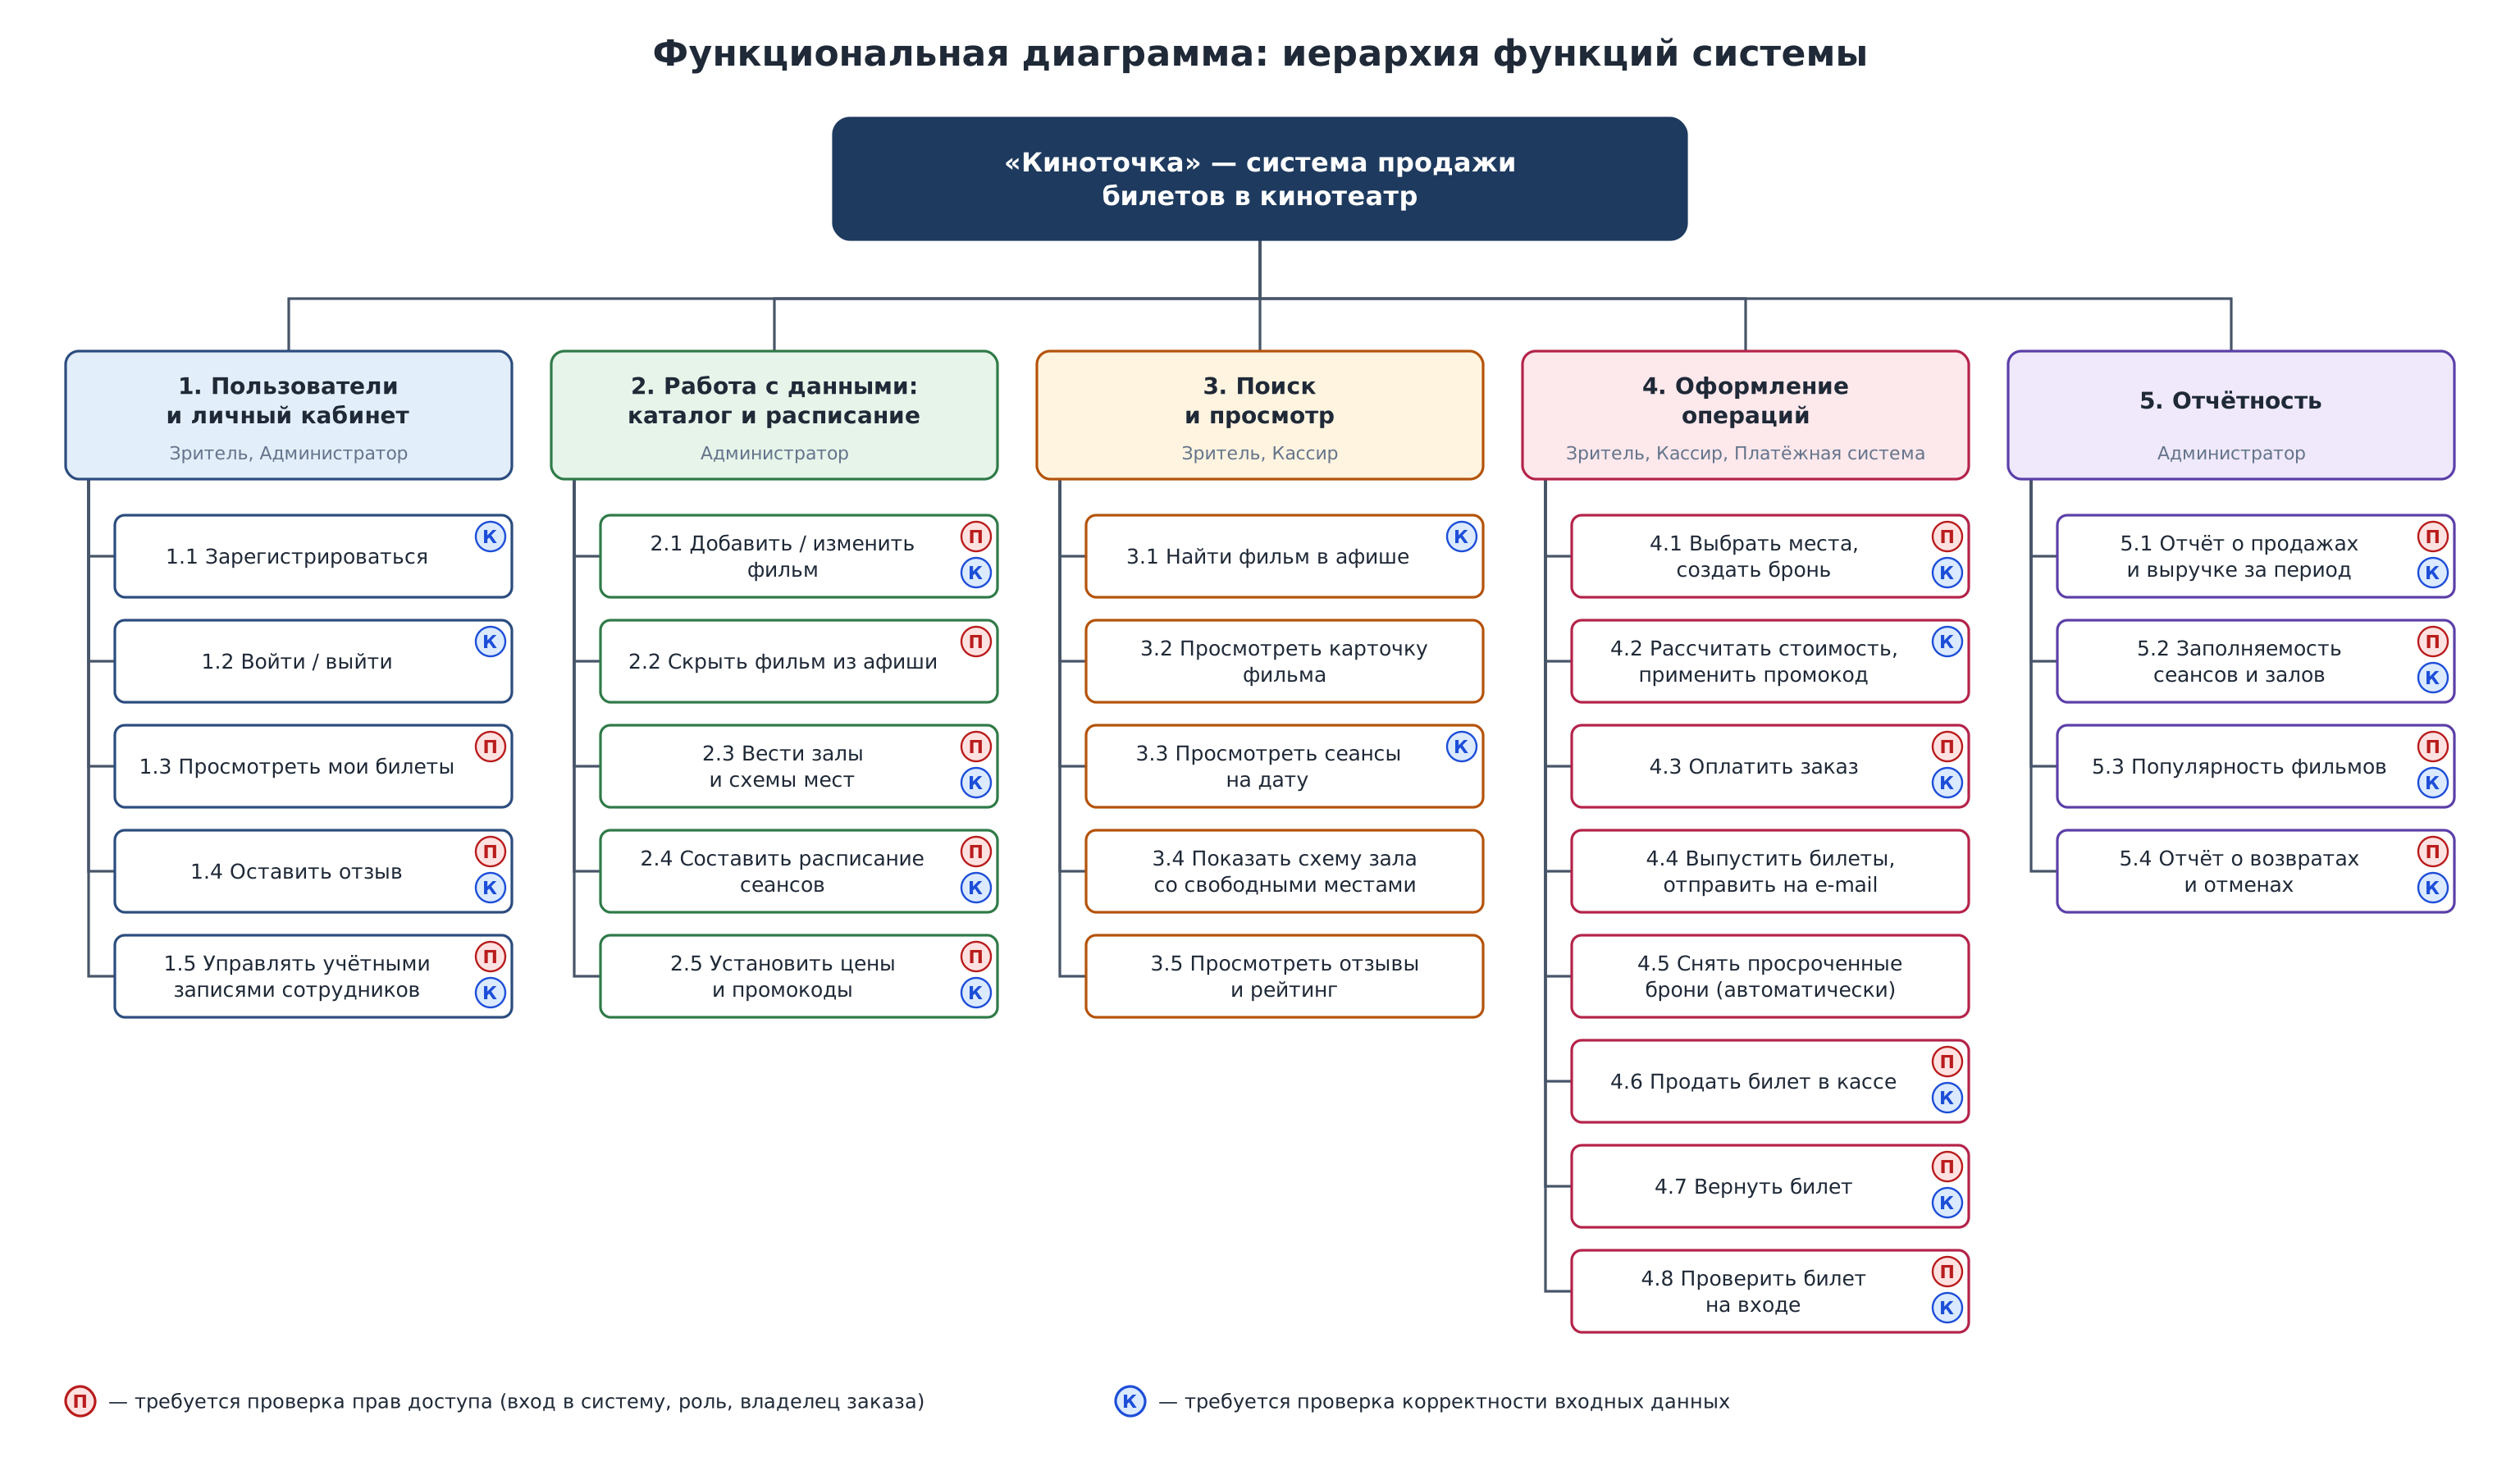 Функциональная диаграмма: иерархия функций системы
«Киноточка» — система продажи
билетов в кинотеатр
1. Пользователи
и личный кабинет
Зритель, Администратор
1.1 Зарегистрироваться
К
1.2 Войти / выйти
К
1.3 Просмотреть мои билеты
П
1.4 Оставить отзыв
П
К
1.5 Управлять учётными
записями сотрудников
П
К
2. Работа с данными:
каталог и расписание
Администратор
2.1 Добавить / изменить
фильм
П
К
2.2 Скрыть фильм из афиши
П
2.3 Вести залы
и схемы мест
П
К
2.4 Составить расписание
сеансов
П
К
2.5 Установить цены
и промокоды
П
К
3. Поиск
и просмотр
Зритель, Кассир
3.1 Найти фильм в афише
К
3.2 Просмотреть карточку
фильма
3.3 Просмотреть сеансы
на дату
К
3.4 Показать схему зала
со свободными местами
3.5 Просмотреть отзывы
и рейтинг
4. Оформление
операций
Зритель, Кассир, Платёжная система
4.1 Выбрать места,
создать бронь
П
К
4.2 Рассчитать стоимость,
применить промокод
К
4.3 Оплатить заказ
П
К
4.4 Выпустить билеты,
отправить на e-mail
4.5 Снять просроченные
брони (автоматически)
4.6 Продать билет в кассе
П
К
4.7 Вернуть билет
П
К
4.8 Проверить билет
на входе
П
К
5. Отчётность
Администратор
5.1 Отчёт о продажах
и выручке за период
П
К
5.2 Заполняемость
сеансов и залов
П
К
5.3 Популярность фильмов
П
К
5.4 Отчёт о возвратах
и отменах
П
К
П — требуется проверка прав доступа (вход в систему, роль, владелец заказа)
К — требуется проверка корректности входных данных